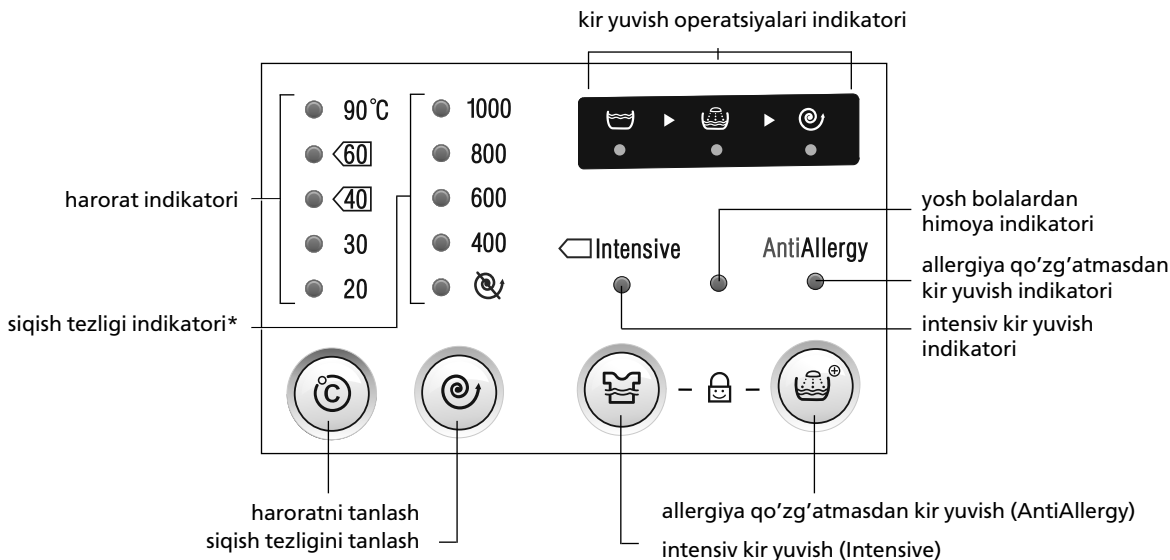 kir yuvish operatsiyalari indikatori
90°C
60
40
30
20
1000
800
600
400
harorat indikatori
siqish tezligi indikatori*
Intensive
AntiAllergy
yosh bolalardan
himoya indikatori
allergiya qo‘zg‘atmasdan
kir yuvish indikatori
intensiv kir yuvish
indikatori
°C
haroratni tanlash
siqish tezligini tanlash
allergiya qo‘zg‘atmasdan kir yuvish (AntiAllergy)
intensiv kir yuvish (Intensive)